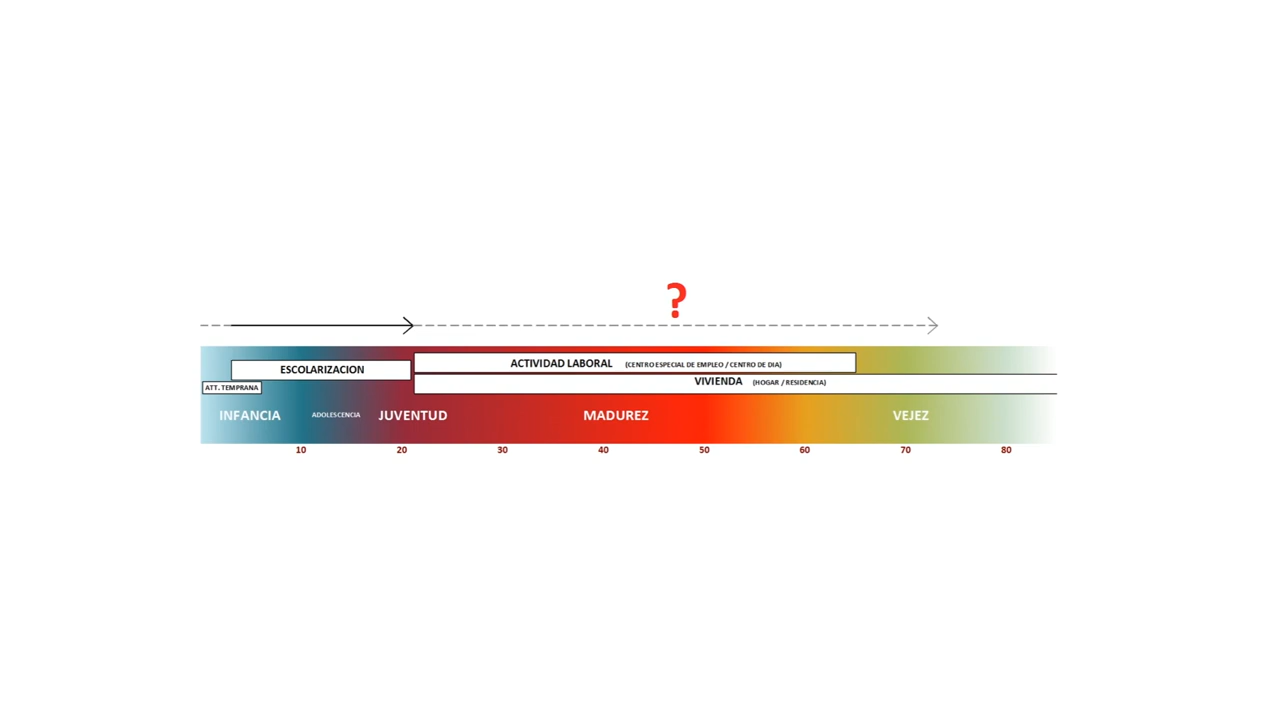 ?
ACTIVIDAD LABORAL (CENTRO ESPECIAL DE EMPLEO / CENTRO DE DIA)
ESCOLARIZACION
VIVIENDA (HOGAR / RESIDENCIA)
ATT. TEMPRANA
INFANCIA ADOLESCENCIA JUVENTUD MADUREZ VEJEZ
10 20 30 40 50 60 70 80